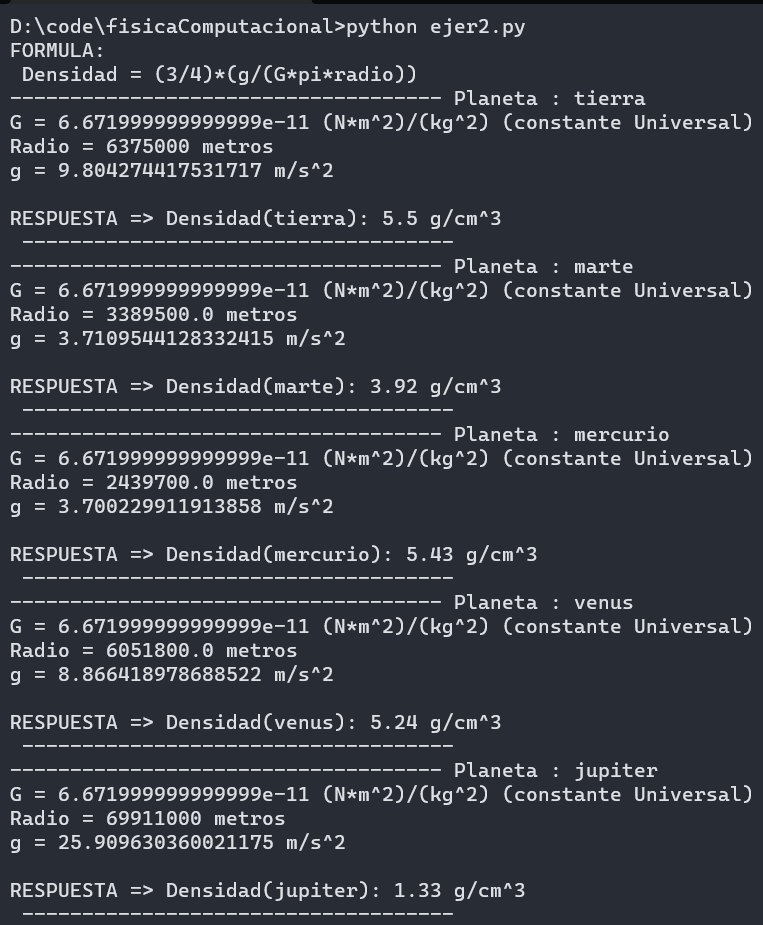 D:\code\fisicaComputacional>python ejer2.py
FORMULA:
 Densidad = (3/4)*(g/(G*pi*radio))
------------------------------------ Planeta : tierra
G = 6.671999999999999e-11 (N*m^2)/(kg^2) (constante Universal)
Radio = 6375000 metros
g = 9.804274417531717 m/s^2

RESPUESTA => Densidad(tierra): 5.5 g/cm^3
 ------------------------------------
------------------------------------ Planeta : marte
G = 6.671999999999999e-11 (N*m^2)/(kg^2) (constante Universal)
Radio = 3389500.0 metros
g = 3.7109544128332415 m/s^2

RESPUESTA => Densidad(marte): 3.92 g/cm^3
 ------------------------------------
------------------------------------ Planeta : mercurio
G = 6.671999999999999e-11 (N*m^2)/(kg^2) (constante Universal)
Radio = 2439700.0 metros
g = 3.700229911913858 m/s^2

RESPUESTA => Densidad(mercurio): 5.43 g/cm^3
 ------------------------------------
------------------------------------ Planeta : venus
G = 6.671999999999999e-11 (N*m^2)/(kg^2) (constante Universal)
Radio = 6051800.0 metros
g = 8.866418978688522 m/s^2

RESPUESTA => Densidad(venus): 5.24 g/cm^3
 ------------------------------------
------------------------------------ Planeta : jupiter
G = 6.671999999999999e-11 (N*m^2)/(kg^2) (constante Universal)
Radio = 69911000 metros
g = 25.909630360021175 m/s^2

RESPUESTA => Densidad(jupiter): 1.33 g/cm^3
 ------------------------------------